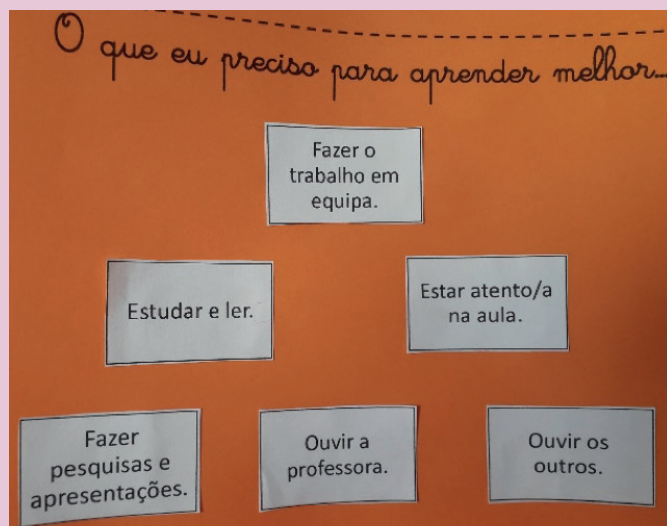 O que eu preciso para aprender melhor...
Fazer o
trabalho em
equipa.
Estudar e ler.
Estar atento/a
na aula.
Fazer
pesquisas e
apresentações.
Ouvir a
professora.
Ouvir os
outros.